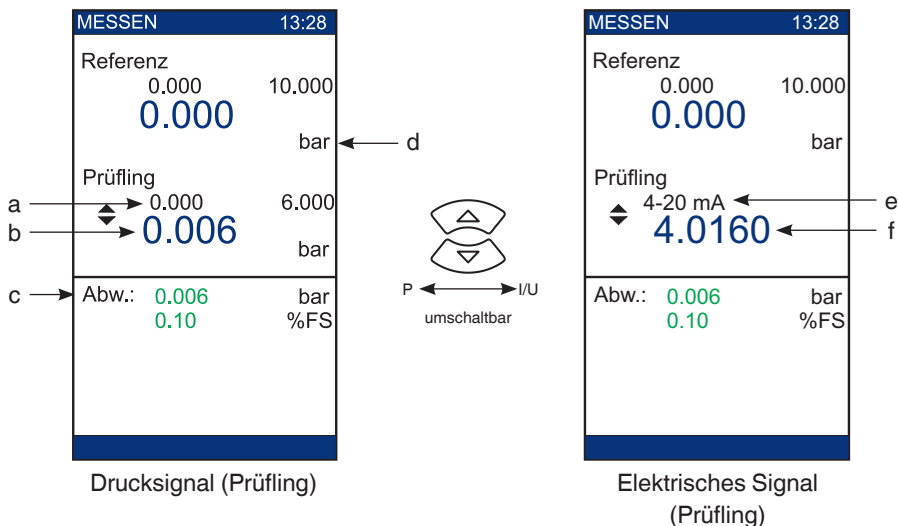 MESSEN 13:28
Referenz
0.000 10.000
0.000
bar
d
Prüfling
a
0.000 6.000
b
0.006
bar
c
Abw.: 0.006 bar
0.10 %FS
Drucksignal (Prüfling)
P I/U
umschaltbar
MESSEN 13:28
Referenz
0.000 10.000
0.000
bar
Prüfling
4-20 mA
e
4.0160
f
Abw.: 0.006 bar
0.10 %FS
Elektrisches Signal
(Prüfling)